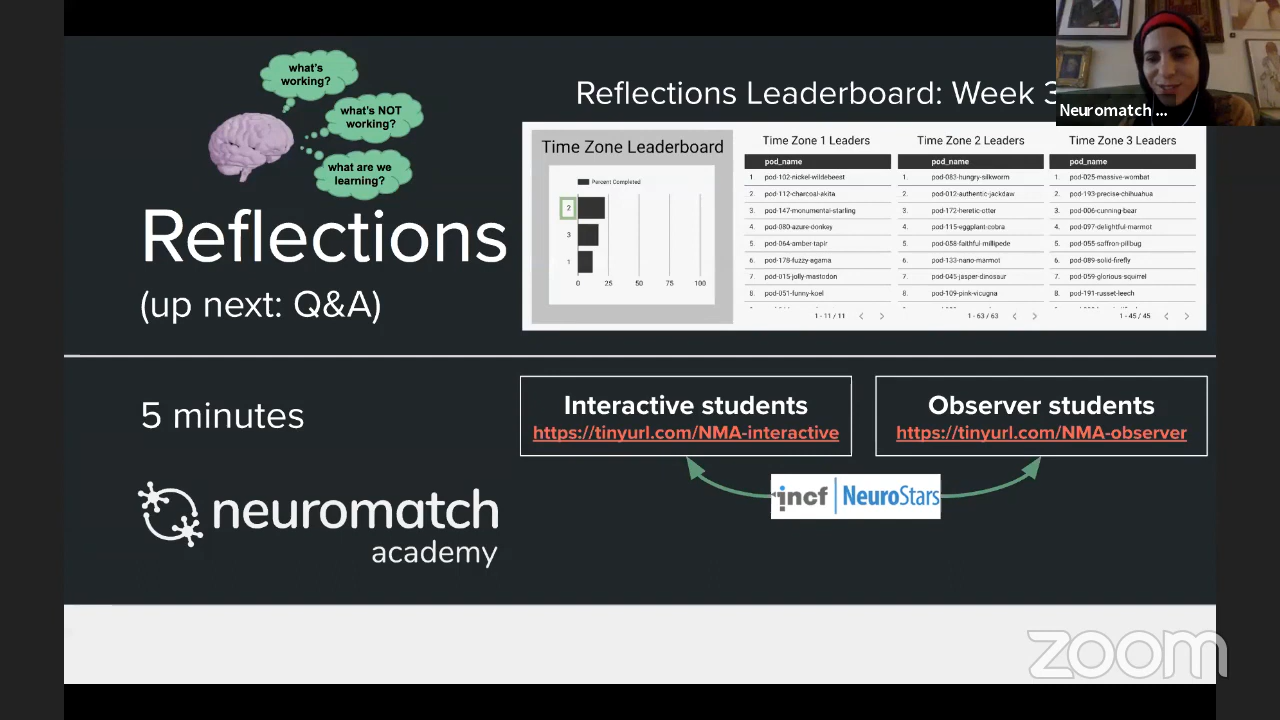 what's
working?
what's NOT
working?
what are we
learning?
Reflections
(up next: Q&A)
Reflections Leaderboard: Week 3
Neuromatch ...
Time Zone Leaderboard
Percent Completed
2
3
1
0 25 50 75 100
Time Zone 1 Leaders
pod_name
1. pod-102-nickel-wildebeest
2. pod-112-charcoal-akita
3. pod-147-monumental-starling
4. pod-080-azure-donkey
5. pod-064-amber-tapir
6. pod-178-fuzzy-agama
7. pod-015-jolly-mastodon
8. pod-051-funny-koel
1 - 11 / 11
Time Zone 2 Leaders
pod_name
1. pod-083-hungry-silkworm
2. pod-012-authentic-jackdaw
3. pod-172-heretic-otter
4. pod-115-eggplant-cobra
5. pod-058-faithful-millipede
6. pod-133-nano-marmot
7. pod-045-jasper-dinosaur
8. pod-109-pink-vicugna
1 - 63 / 63
Time Zone 3 Leaders
pod_name
1. pod-025-massive-wombat
2. pod-193-precise-chihuahua
3. pod-006-cunning-bear
4. pod-097-delightful-marmot
5. pod-055-saffron-pillbug
6. pod-089-solid-firefly
7. pod-059-glorious-squirrel
8. pod-191-russet-leech
1 - 45 / 45
5 minutes
neuromatch
academy
Interactive students
https://tinyurl.com/NMA-interactive
Observer students
https://tinyurl.com/NMA-observer
incf NeuroStars
zoom